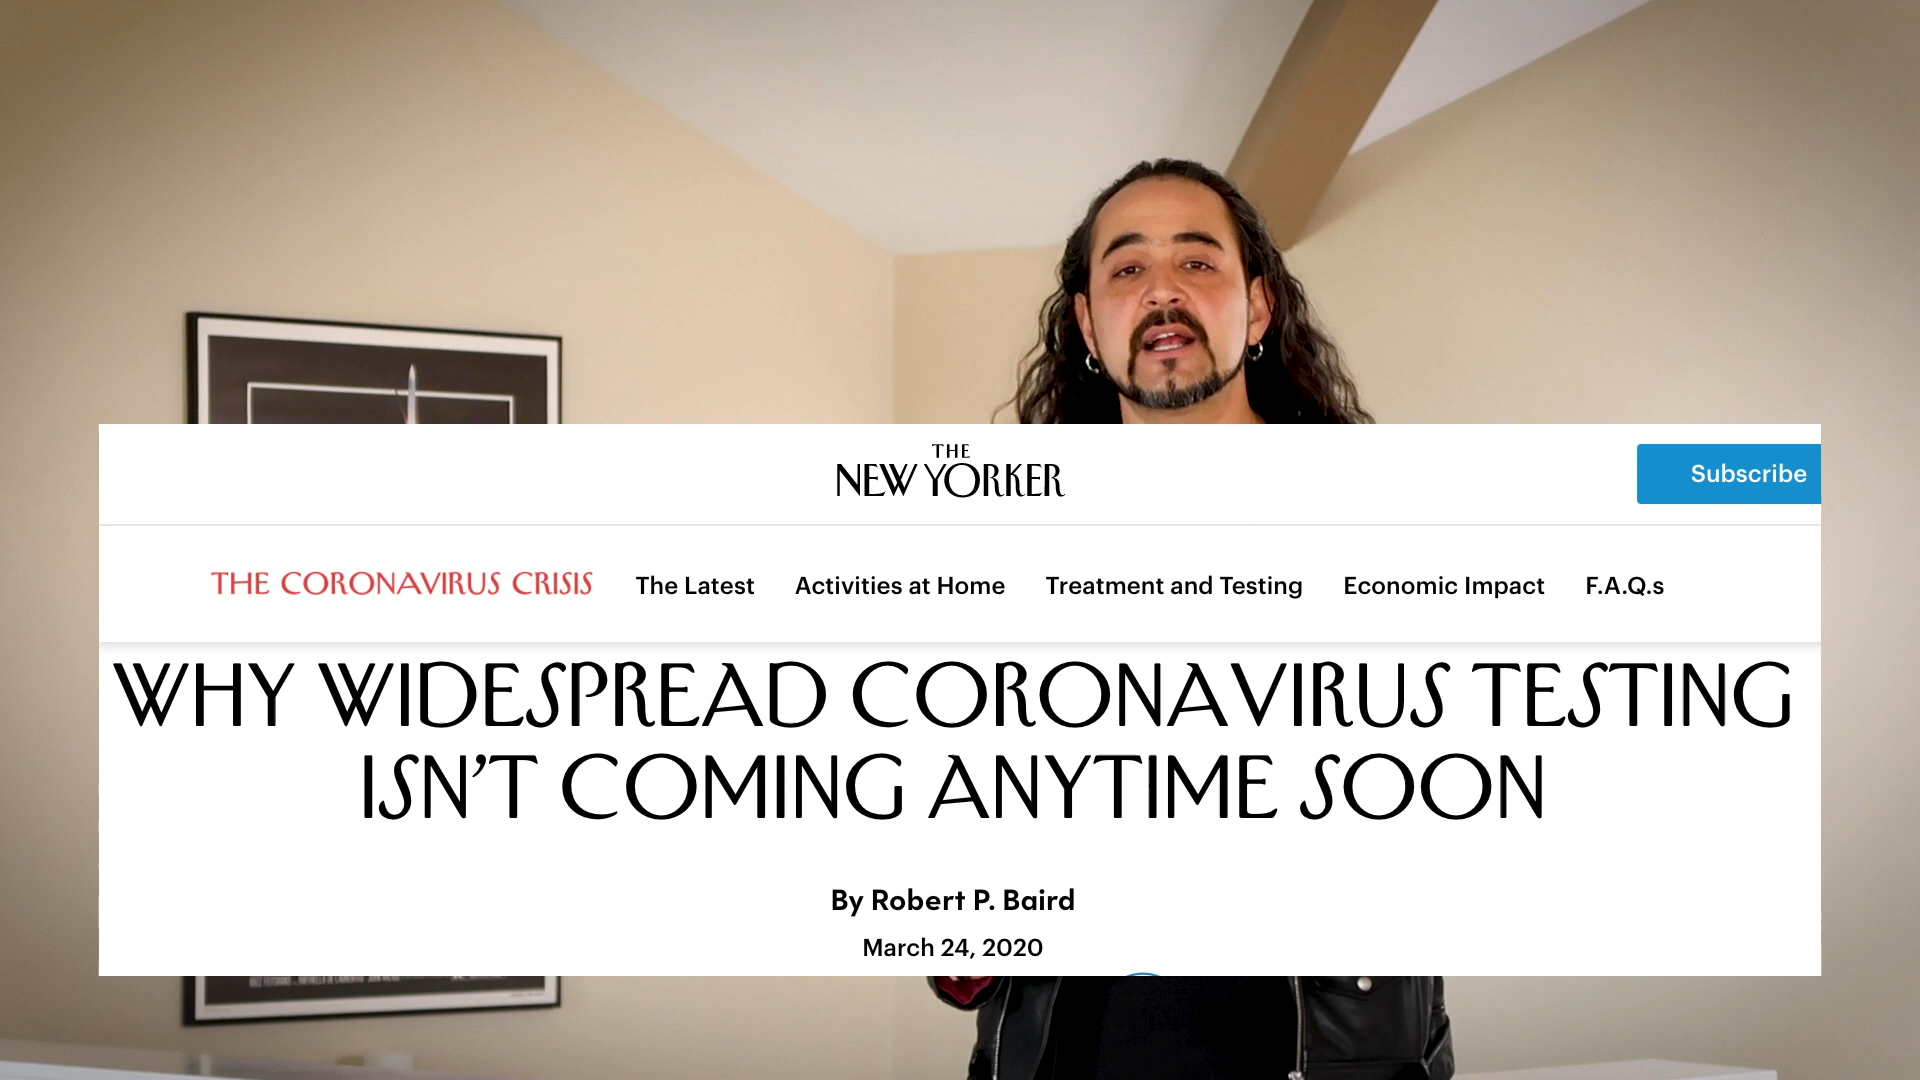 THE
NEW YORKER
Subscribe
THE CORONAVIRUS CRISIS The Latest Activities at Home Treatment and Testing Economic Impact F.A.Q.s
WHY WIDESPREAD CORONAVIRUS TESTING
ISN'T COMING ANYTIME SOON
By Robert P. Baird
March 24, 2020